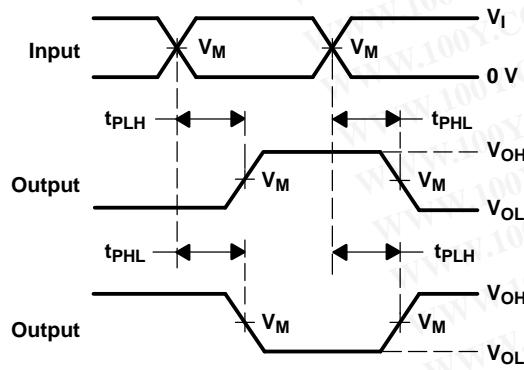 V_I
Input V_M V_M
0 V
t_PLH t_PHL
V_OH
Output V_M V_M
V_OL
t_PHL t_PLH
V_OH
Output V_M V_M
V_OL